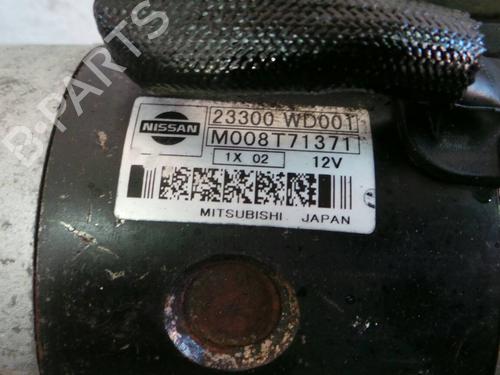 B-PARTS
NISSAN
23300 WD001
M008T71371
1X 02 12V
MITSUBISHI JAPAN